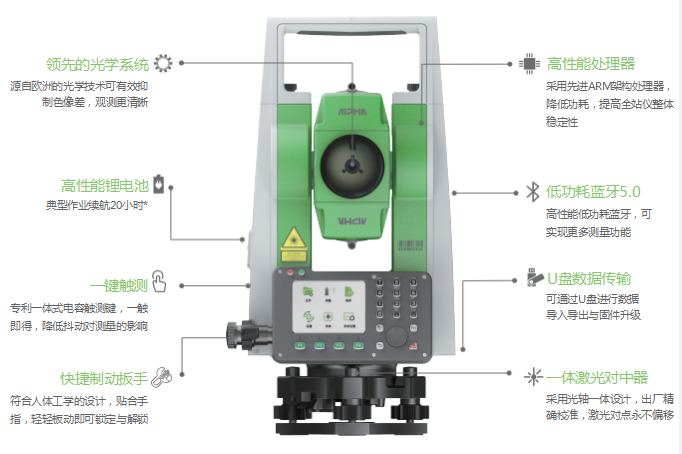 领先的光学系统
源自欧洲的光学技术可有效抑
制色像差，观测更清晰
高性能锂电池
典型作业续航20小时*
一键触测
专利一体式电容触测键，一触
即得，降低抖动对测量的影响
快捷制动扳手
符合人体工学的设计，贴合手
指，轻轻扳动即可锁定与解锁
高性能处理器
采用先进ARM架构处理器，
降低功耗，提高全站仪整体
稳定性
低功耗蓝牙5.0
高性能低功耗蓝牙，可
实现更多测量功能
U盘数据传输
可通过U盘进行数据
导入导出与固件升级
一体激光对中器
采用光轴一体设计，出厂精
确校准，激光对点永不偏移